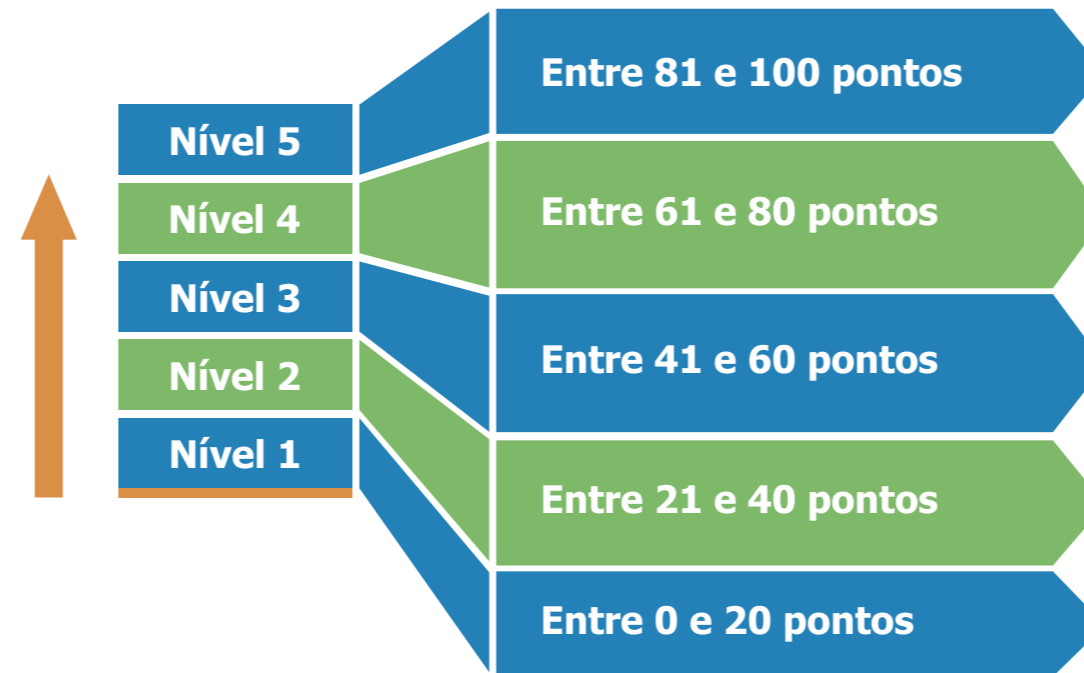 Nível 5
Entre 81 e 100 pontos
Nível 4
Entre 61 e 80 pontos
Nível 3
Entre 41 e 60 pontos
Nível 2
Entre 21 e 40 pontos
Nível 1
Entre 0 e 20 pontos